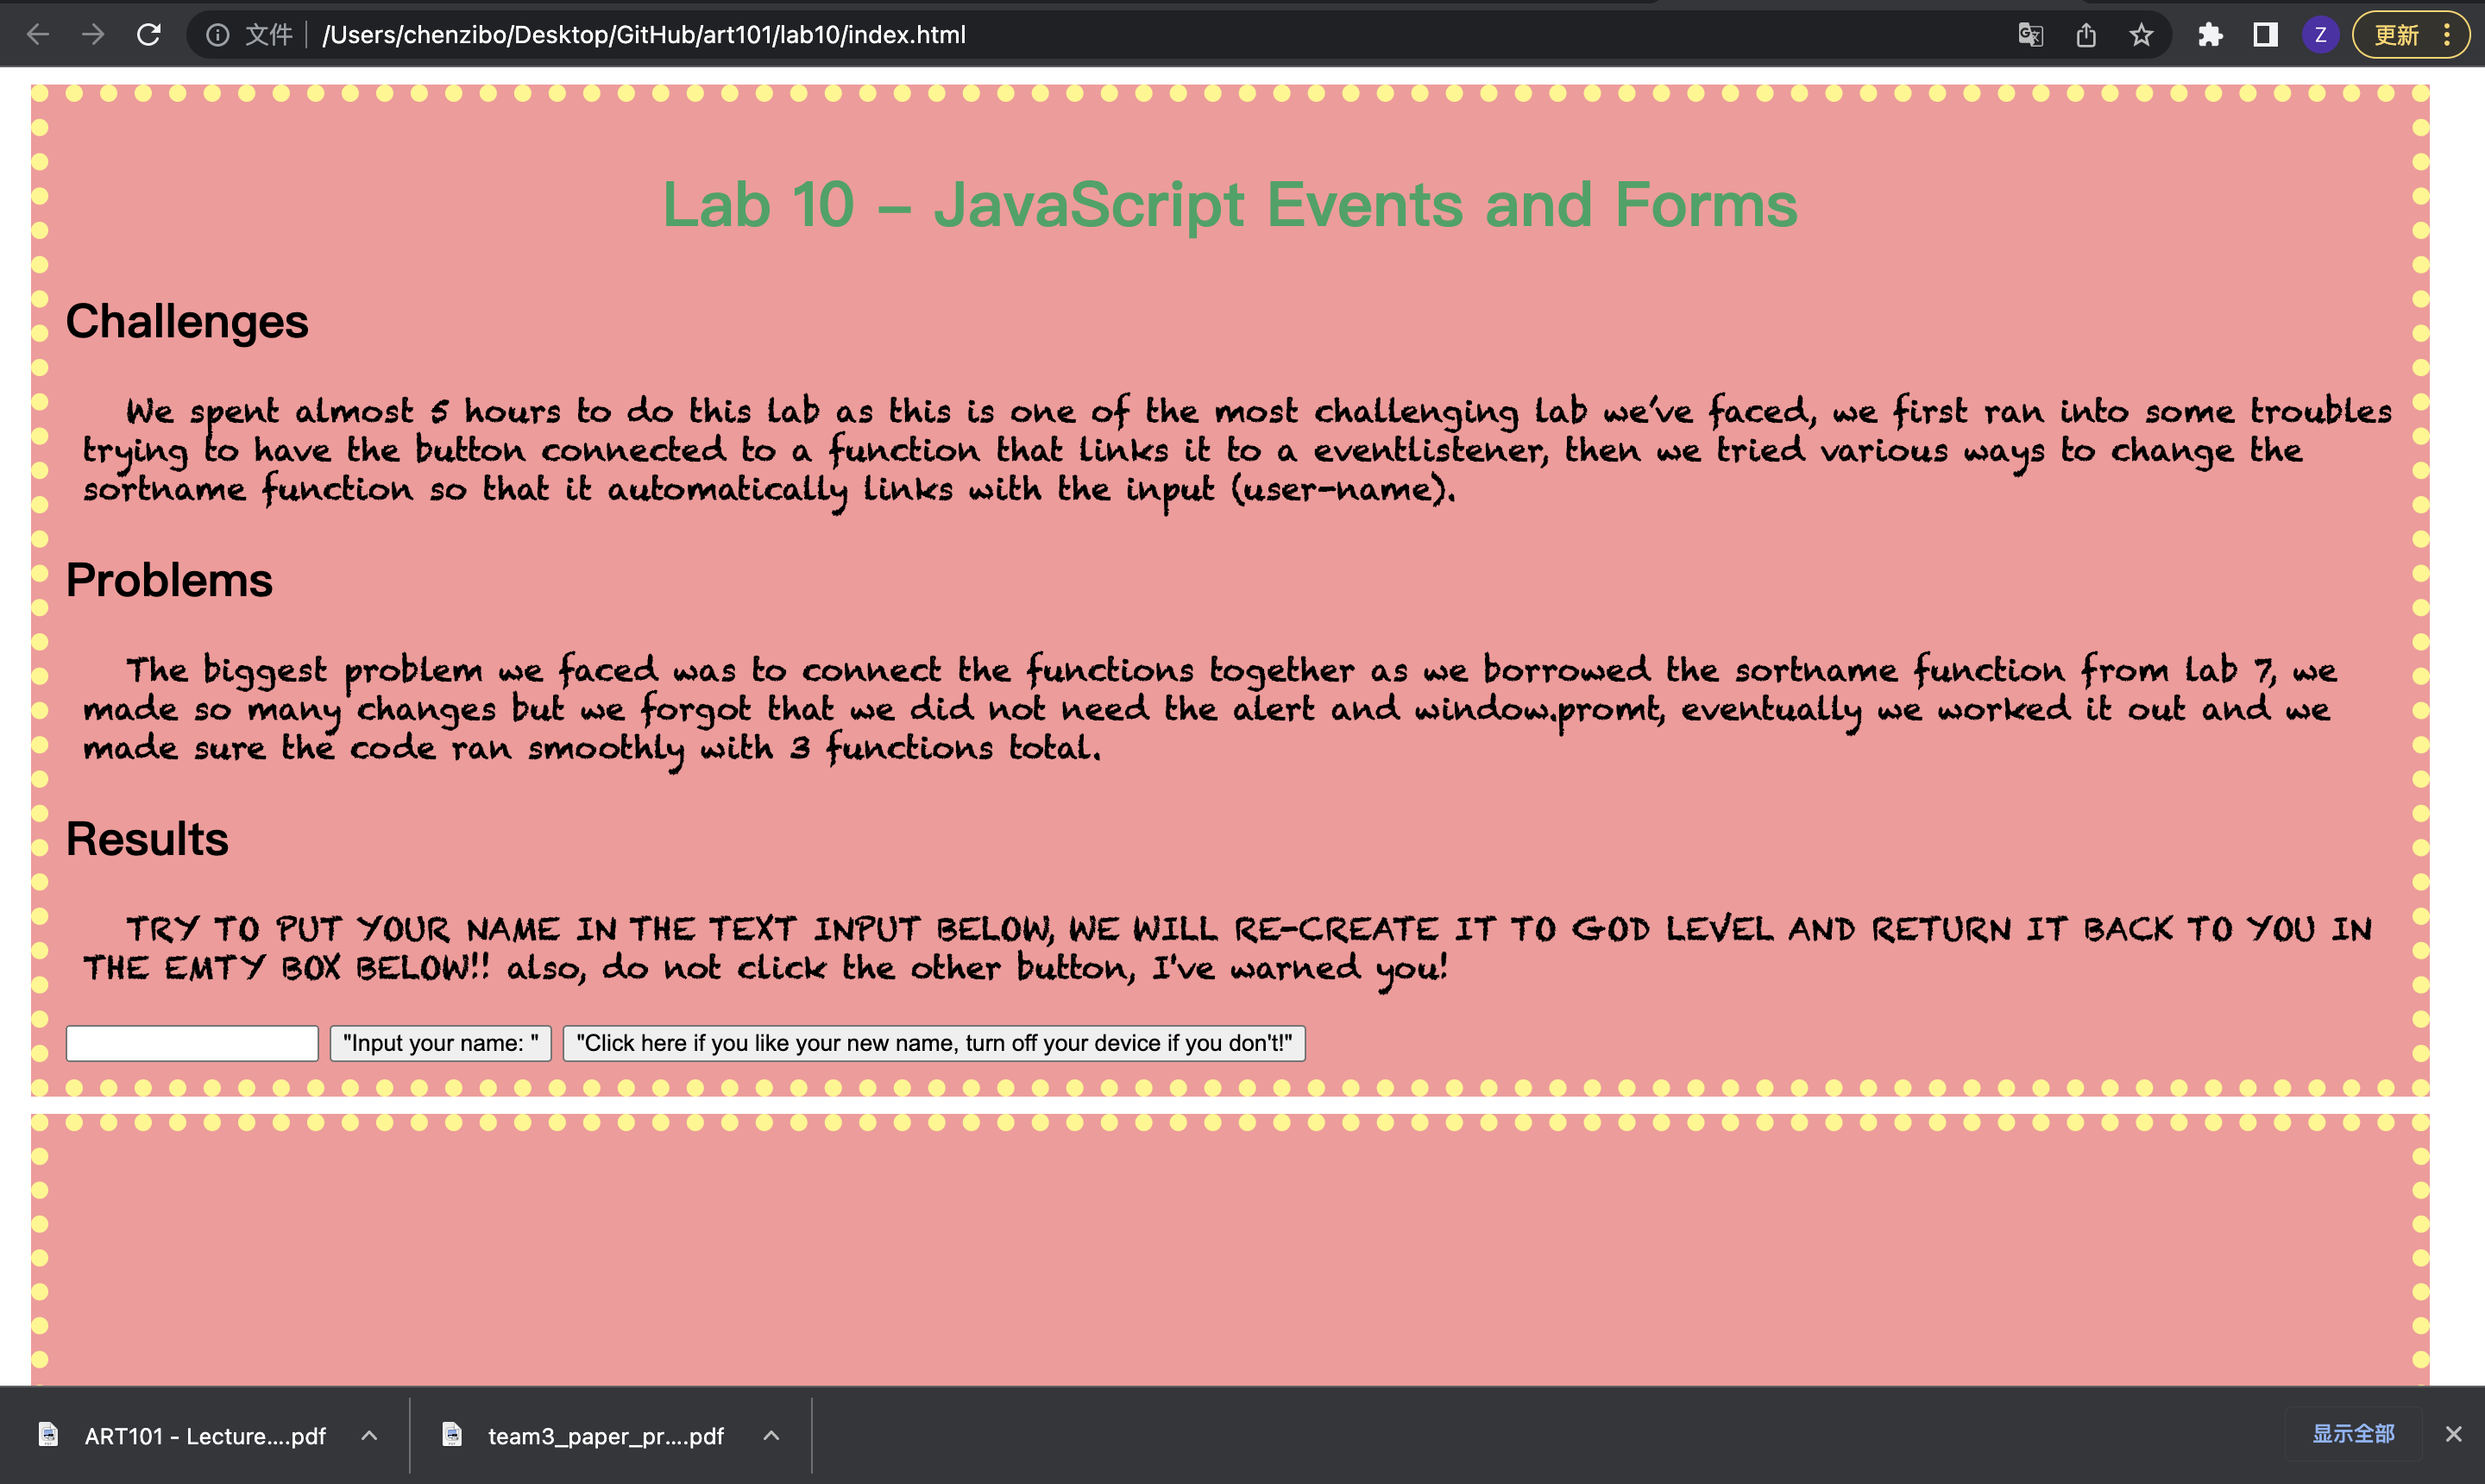 文件 /Users/chenzibo/Desktop/GitHub/art101/lab10/index.html Z 更新
Lab 10 – JavaScript Events and Forms
Challenges
We spent almost 5 hours to do this lab as this is one of the most challenging lab we've faced, we first ran into some troubles
trying to have the button connected to a function that links it to a eventlistener, then we tried various ways to change the
sortname function so that it automatically links with the input (user-name).
Problems
The biggest problem we faced was to connect the functions together as we borrowed the sortname function from lab 7, we
made so many changes but we forgot that we did not need the alert and window.promt, eventually we worked it out and we
made sure the code ran smoothly with 3 functions total.
Results
TRY TO PUT YOUR NAME IN THE TEXT INPUT BELOW, WE WILL RE-CREATE IT TO GOD LEVEL AND RETURN IT BACK TO YOU IN
THE EMTY BOX BELOW!! also, do not click the other button, I've warned you!
"Input your name: " "Click here if you like your new name, turn off your device if you don't!"
ART101 - Lecture....pdf team3_paper_pr....pdf 显示全部